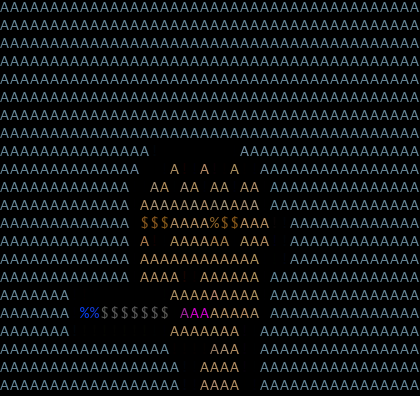 AAAAAAAAAAAAAAAAAAAAAAAAAAAAAAAAAAAAAAAAAA
AAAAAAAAAAAAAAAAAAAAAAAAAAAAAAAAAAAAAAAAAA
AAAAAAAAAAAAAAAAAAAAAAAAAAAAAAAAAAAAAAAAAA
AAAAAAAAAAAAAAAAAAAAAAAAAAAAAAAAAAAAAAAAAA
AAAAAAAAAAAAAAAAAAAAAAAAAAAAAAAAAAAAAAAAAA
AAAAAAAAAAAAAAAAAAAAAAAAAAAAAAAAAAAAAAAAAA
AAAAAAAAAAAAAAAAAAAAAAAAAAAAAAAAAAAAAAAAAA
AAAAAAAAAAAAAAAAAAAAAAAAAAAAAAAAAAAAAAAAAA
AAAAAAAAAAAAAAA         AAAAAAAAAAAAAAAAAA
AAAAAAAAAAAAAA   A  A  A  AAAAAAAAAAAAAAAA
AAAAAAAAAAAAA  AA AA AA AA AAAAAAAAAAAAAAA
AAAAAAAAAAAAA AAAAAAAAAAAA AAAAAAAAAAAAAAA
AAAAAAAAAAAAA $$$AAAA%$$AAA  AAAAAAAAAAAAA
AAAAAAAAAAAAA A  AAAAAA AAA  AAAAAAAAAAAAA
AAAAAAAAAAAAA AAAAAAAAAAAA   AAAAAAAAAAAAA
AAAAAAAAAAAAA AAAA  AAAAAA AAAAAAAAAAAAAAA
AAAAAAA          AAAAAAAAA AAAAAAAAAAAAAAA
AAAAAAA %%$$$$$$$ AAAAAAAA AAAAAAAAAAAAAAA
AAAAAAA          AAAAAAA  AAAAAAAAAAAAAAAA
AAAAAAAAAAAAAAAAA    AAA  AAAAAAAAAAAAAAAA
AAAAAAAAAAAAAAAAAA  AAAA  AAAAAAAAAAAAAAAA
AAAAAAAAAAAAAAAAAA  AAAA  AAAAAAAAAAAAAAAA